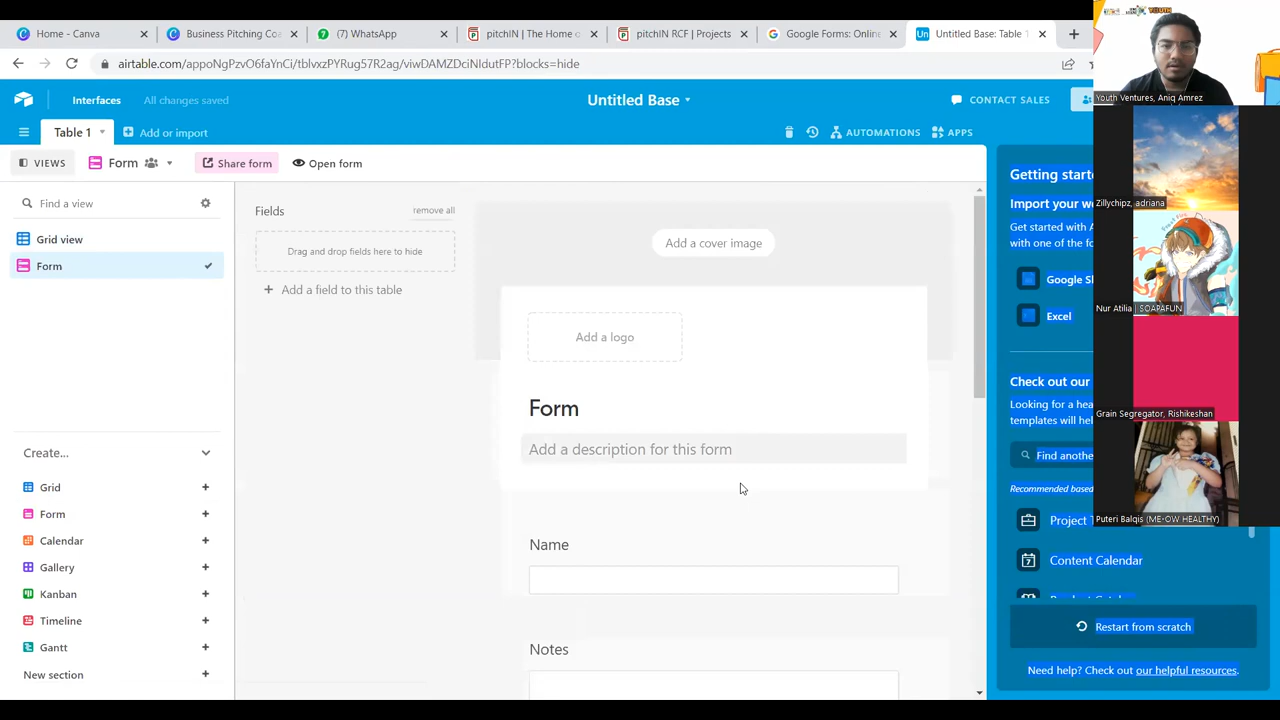 Home - Canva
Business Pitching Coa
(7) WhatsApp
pitchIN | The Home o
pitchIN RCF | Projects
Google Forms: Online
Untitled Base: Table 1
airtable.com/appoNgPzvO6faYnCi/tblvxzPYRug57R2ag/viwDAMZDciNIdutFP?blocks=hide
YOUTH
Youth Ventures, Aniq Amrez
Interfaces
All changes saved
Untitled Base
CONTACT SALES
Table 1
Add or import
AUTOMATIONS
APPS
VIEWS
Form
Share form
Open form
Find a view
Grid view
Form
Create...
Grid
Form
Calendar
Gallery
Kanban
Timeline
Gantt
New section
Fields
remove all
Drag and drop fields here to hide
Add a field to this table
Add a cover image
Add a logo
Form
Add a description for this form
Name
Notes
Getting starte
Import your w
Get started with A
with one of the fo
Google Sh
Excel
Check out our
Looking for a hea
templates will hel
Find anothe
Recommended based
Project T
Content Calendar
Restart from scratch
Need help? Check out our helpful resources.
Zillychipz, adriana
Nur Atilia | SOAPAFUN
Grain Segregator, Rishikeshan
Puteri Balqis (ME-OW HEALTHY)